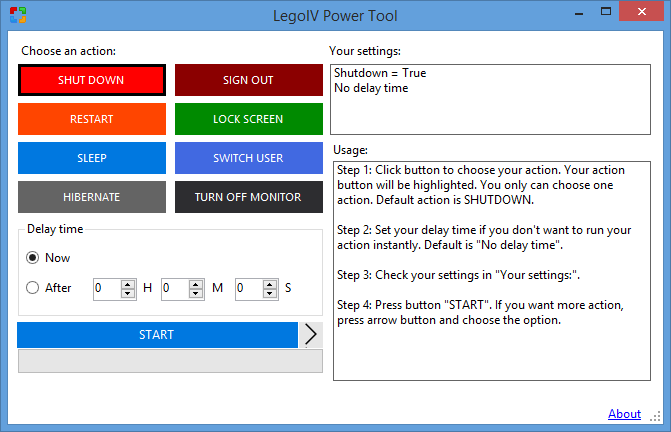 LegoIV Power Tool
Choose an action:
SHUT DOWN
SIGN OUT
RESTART
LOCK SCREEN
SLEEP
SWITCH USER
HIBERNATE
TURN OFF MONITOR
Delay time
Now
After 0 H 0 M 0 S
START
Your settings:
Shutdown = True
No delay time
Usage:
Step 1: Click button to choose your action. Your action
button will be highlighted. You only can choose one
action. Default action is SHUTDOWN.
Step 2: Set your delay time if you don't want to run your
action instantly. Default is "No delay time".
Step 3: Check your settings in "Your settings:".
Step 4: Press button "START". If you want more action,
press arrow button and choose the option.
About